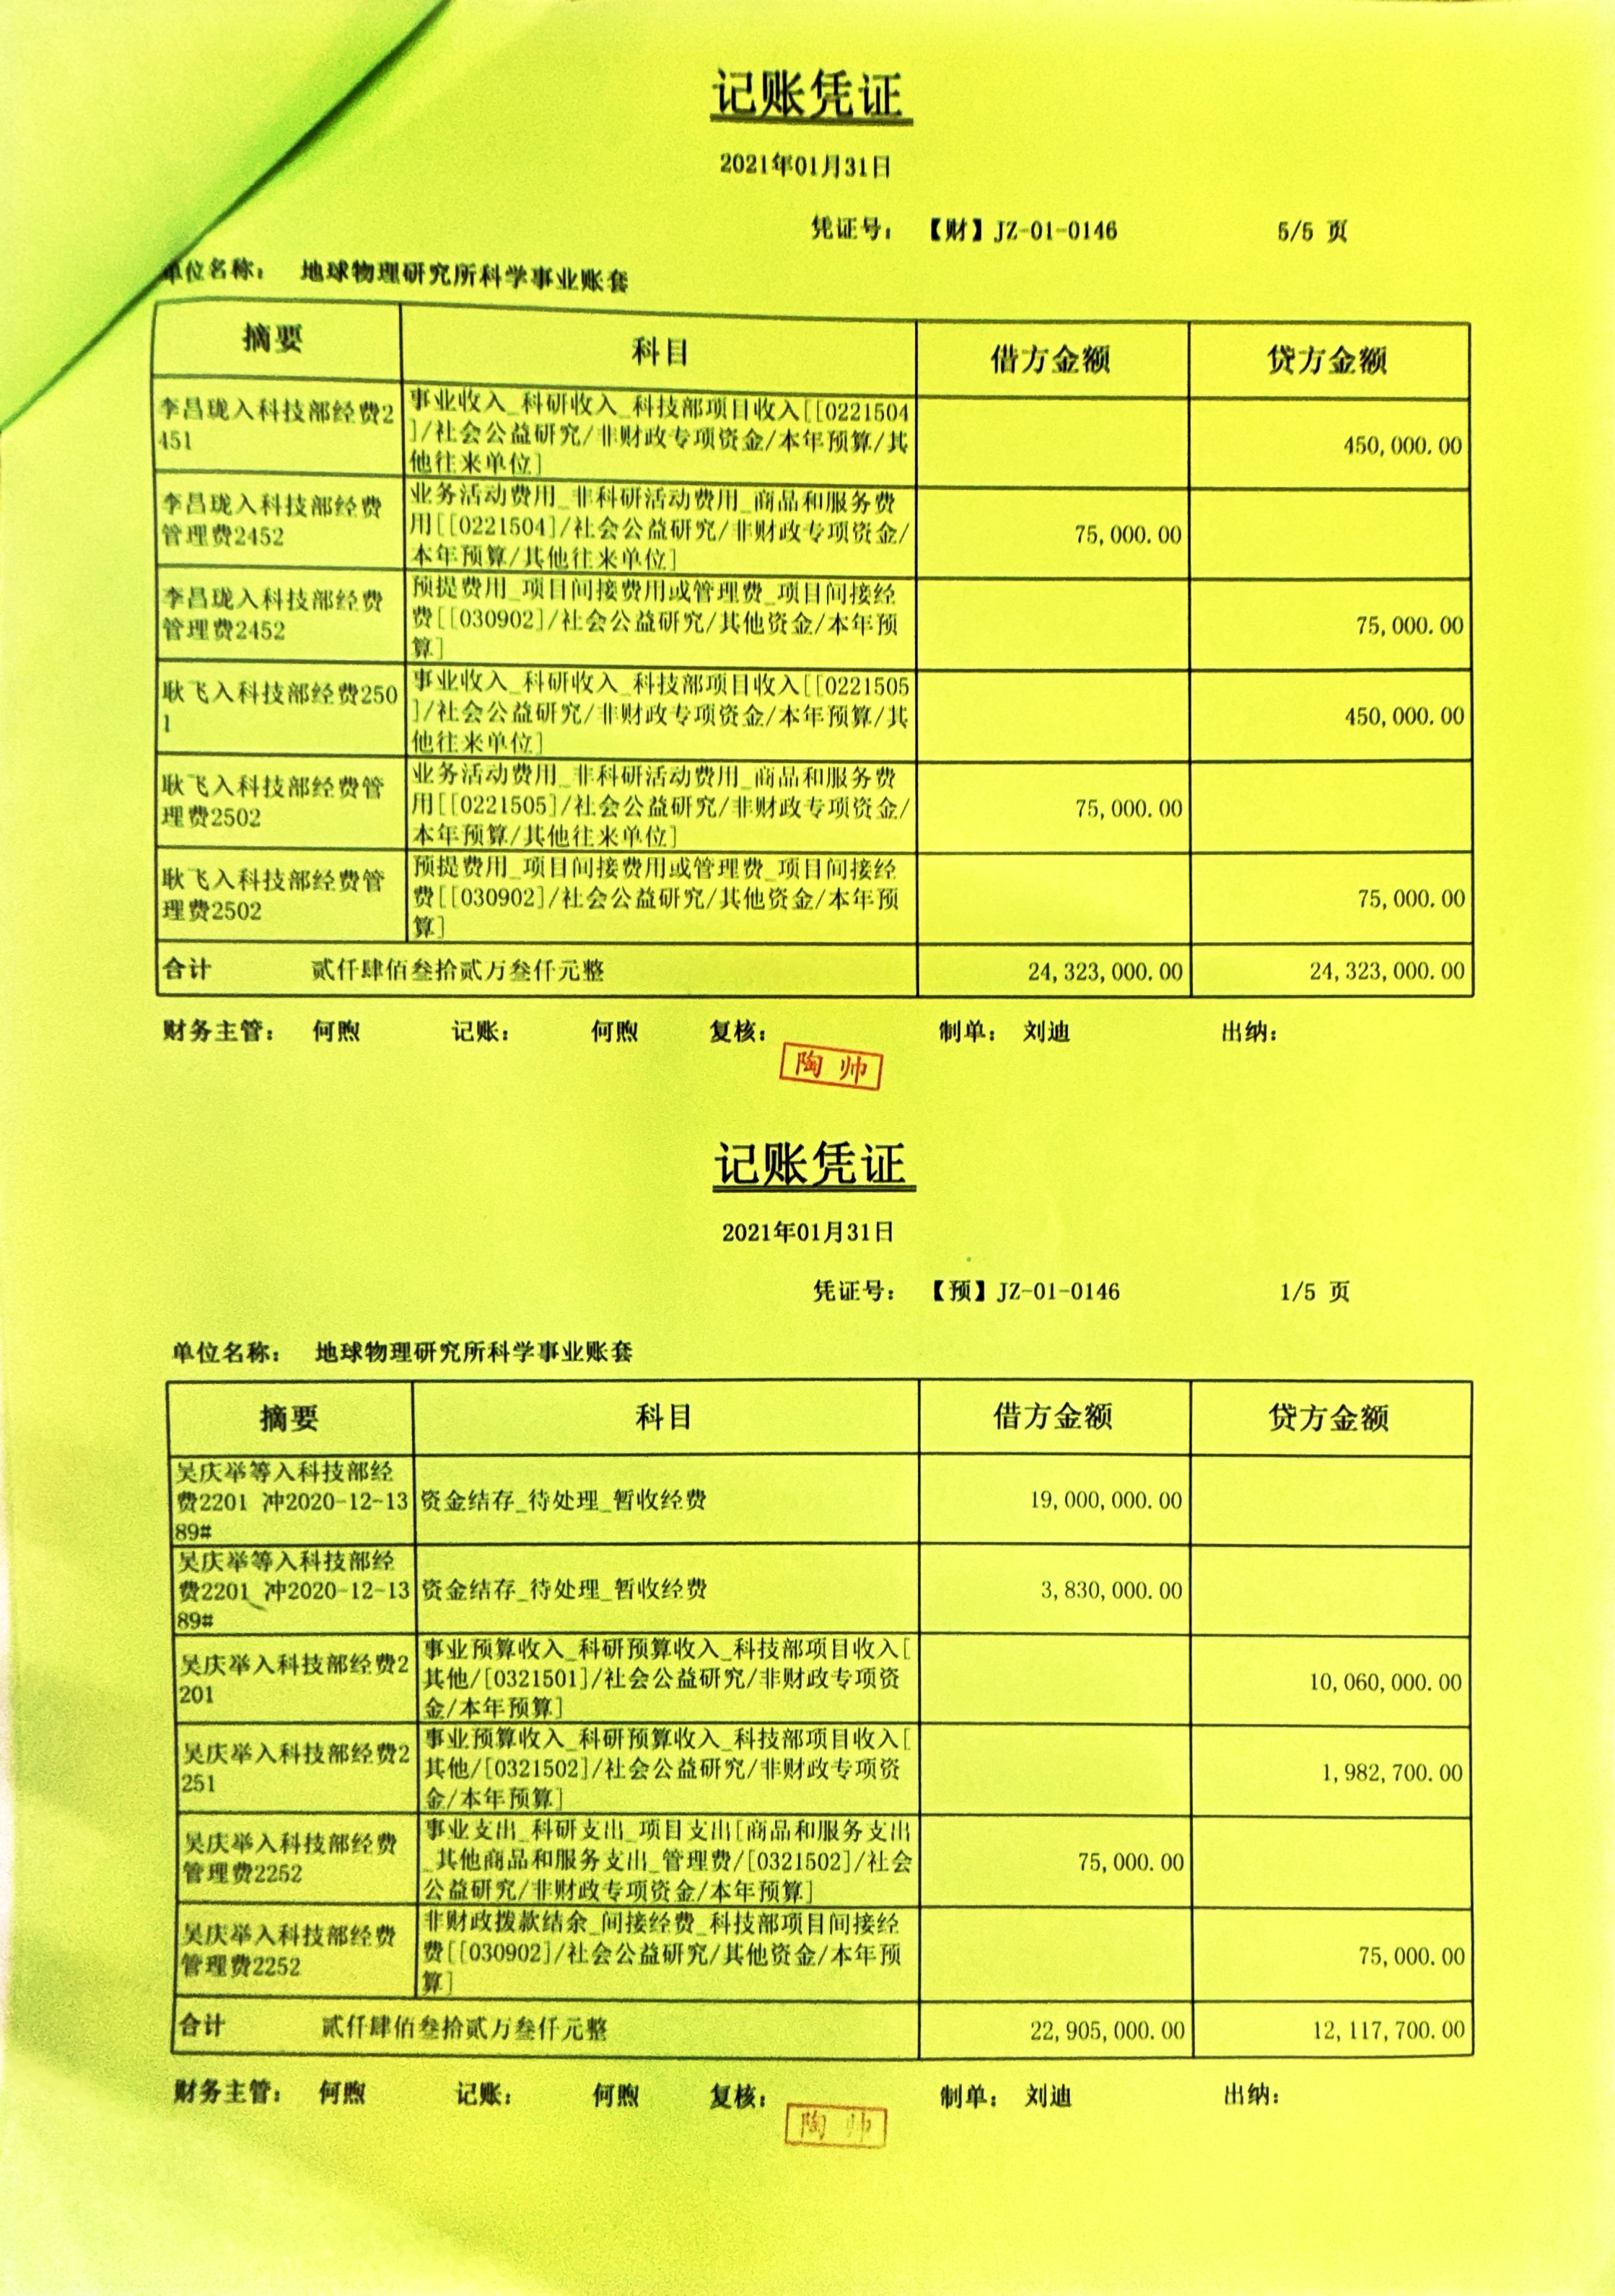 记账凭证
2021年01月31日
凭证号： 【财】JZ-01-0146 5/5 页
单位名称： 地球物理研究所科学事业账套
摘要 科目 借方金额 贷方金额
李昌珑入科技部经费2
451
事业收入_科研收入_科技部项目收入[[0221504
]/社会公益研究/非财政专项资金/本年预算/其
他往来单位]
450,000.00
李昌珑入科技部经费
管理费2452
业务活动费用_非科研活动费用_商品和服务费
用[[0221504]/社会公益研究/非财政专项资金/
本年预算/其他往来单位]
75,000.00
李昌珑入科技部经费
管理费2452
预提费用_项目间接费用或管理费_项目间接经
费[[030902]/社会公益研究/其他资金/本年预
算]
75,000.00
耿飞入科技部经费250
1
事业收入_科研收入_科技部项目收入[[0221505
]/社会公益研究/非财政专项资金/本年预算/其
他往来单位]
450,000.00
耿飞入科技部经费管
理费2502
业务活动费用_非科研活动费用_商品和服务费
用[[0221505]/社会公益研究/非财政专项资金/
本年预算/其他往来单位]
75,000.00
耿飞入科技部经费管
理费2502
预提费用_项目间接费用或管理费_项目间接经
费[[030902]/社会公益研究/其他资金/本年预
算]
75,000.00
合计 贰仟肆佰叁拾贰万叁仟元整 24,323,000.00 24,323,000.00
财务主管： 何煦 记账： 何煦 复核： 制单： 刘迪 出纳：
陶 帅
记账凭证
2021年01月31日
凭证号： 【预】JZ-01-0146 1/5 页
单位名称： 地球物理研究所科学事业账套
摘要 科目 借方金额 贷方金额
吴庆举等入科技部经
费2201 冲2020-12-13
89#
资金结存_待处理_暂收经费
19,000,000.00
吴庆举等入科技部经
费2201 冲2020-12-13
89#
资金结存_待处理_暂收经费
3,830,000.00
吴庆举入科技部经费2
201
事业预算收入_科研预算收入_科技部项目收入[
其他/[0321501]/社会公益研究/非财政专项资
金/本年预算]
10,060,000.00
吴庆举入科技部经费2
251
事业预算收入_科研预算收入_科技部项目收入[
其他/[0321502]/社会公益研究/非财政专项资
金/本年预算]
1,982,700.00
吴庆举入科技部经费
管理费2252
事业支出_科研支出_项目支出[商品和服务支出
_其他商品和服务支出_管理费/[0321502]/社会
公益研究/非财政专项资金/本年预算]
75,000.00
吴庆举入科技部经费
管理费2252
非财政拨款结余_间接经费_科技部项目间接经
费[[030902]/社会公益研究/其他资金/本年预
算]
75,000.00
合计 贰仟肆佰叁拾贰万叁仟元整 22,905,000.00 12,117,700.00
财务主管： 何煦 记账： 何煦 复核： 制单： 刘迪 出纳：
陶 帅